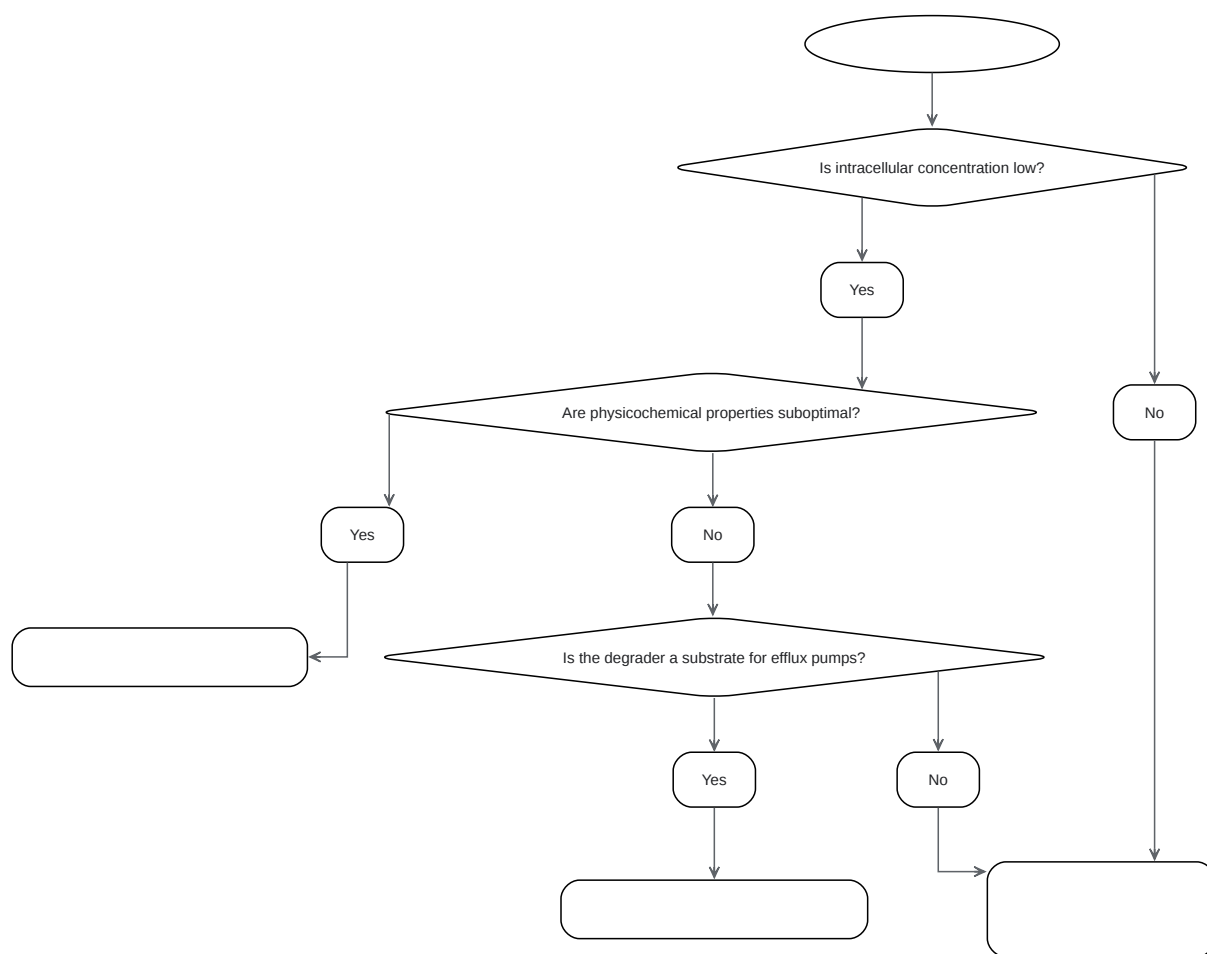 Is intracellular concentration low?
Yes
Are physicochemical properties suboptimal?
No
Yes
No
Is the degrader a substrate for efflux pumps?
Yes
No